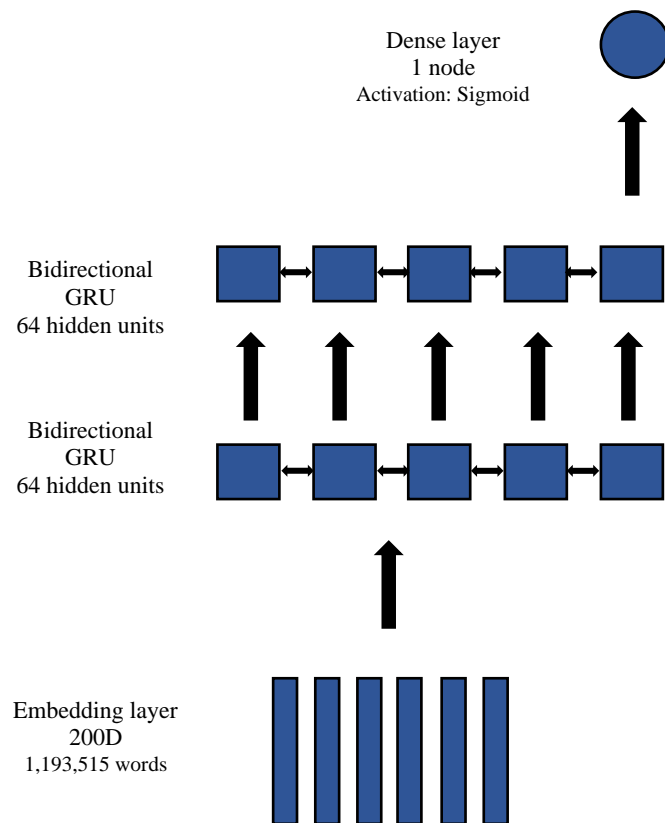 Dense layer
1 node
Activation: Sigmoid
Bidirectional
GRU
64 hidden units
Bidirectional
GRU
64 hidden units
Embedding layer
200D
1,193,515 words